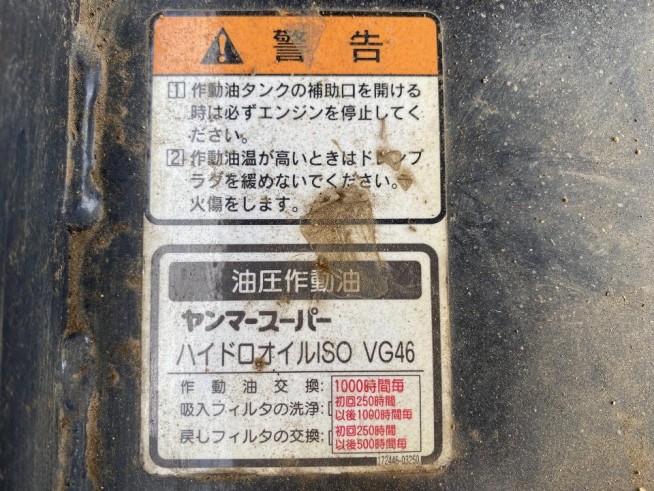 警告
1 作動油タンクの補助口を開ける
時は必ずエンジンを停止してく
ださい。
2 作動油温が高いときはドレンプ
ラグを緩めないでください。
火傷をします。
油圧作動油
ヤンマースーパー
ハイドロオイルISO VG46
作動油交換: 1000時間毎
吸入フィルタの洗浄: 初回250時間
以後1000時間毎
戻しフィルタの交換: 初回250時間
以後500時間毎
172446-03250